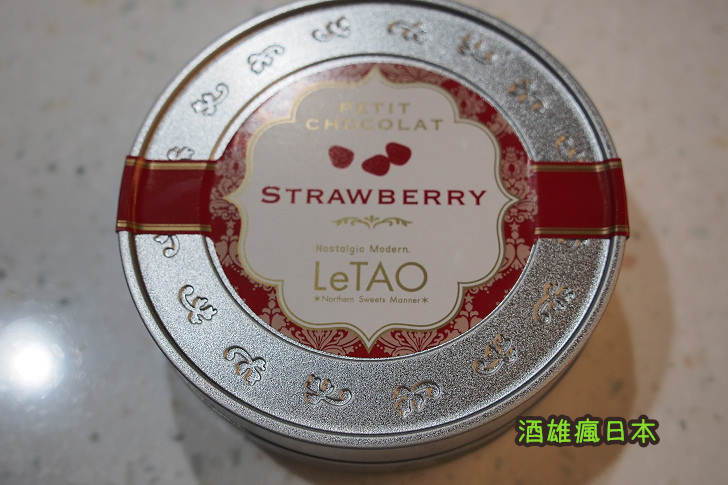 PETIT
CHOCOLAT
STRAWBERRY
Nostalgic Modern.
LeTAO
*Northern Sweets Manner*
酒雄瘋日本